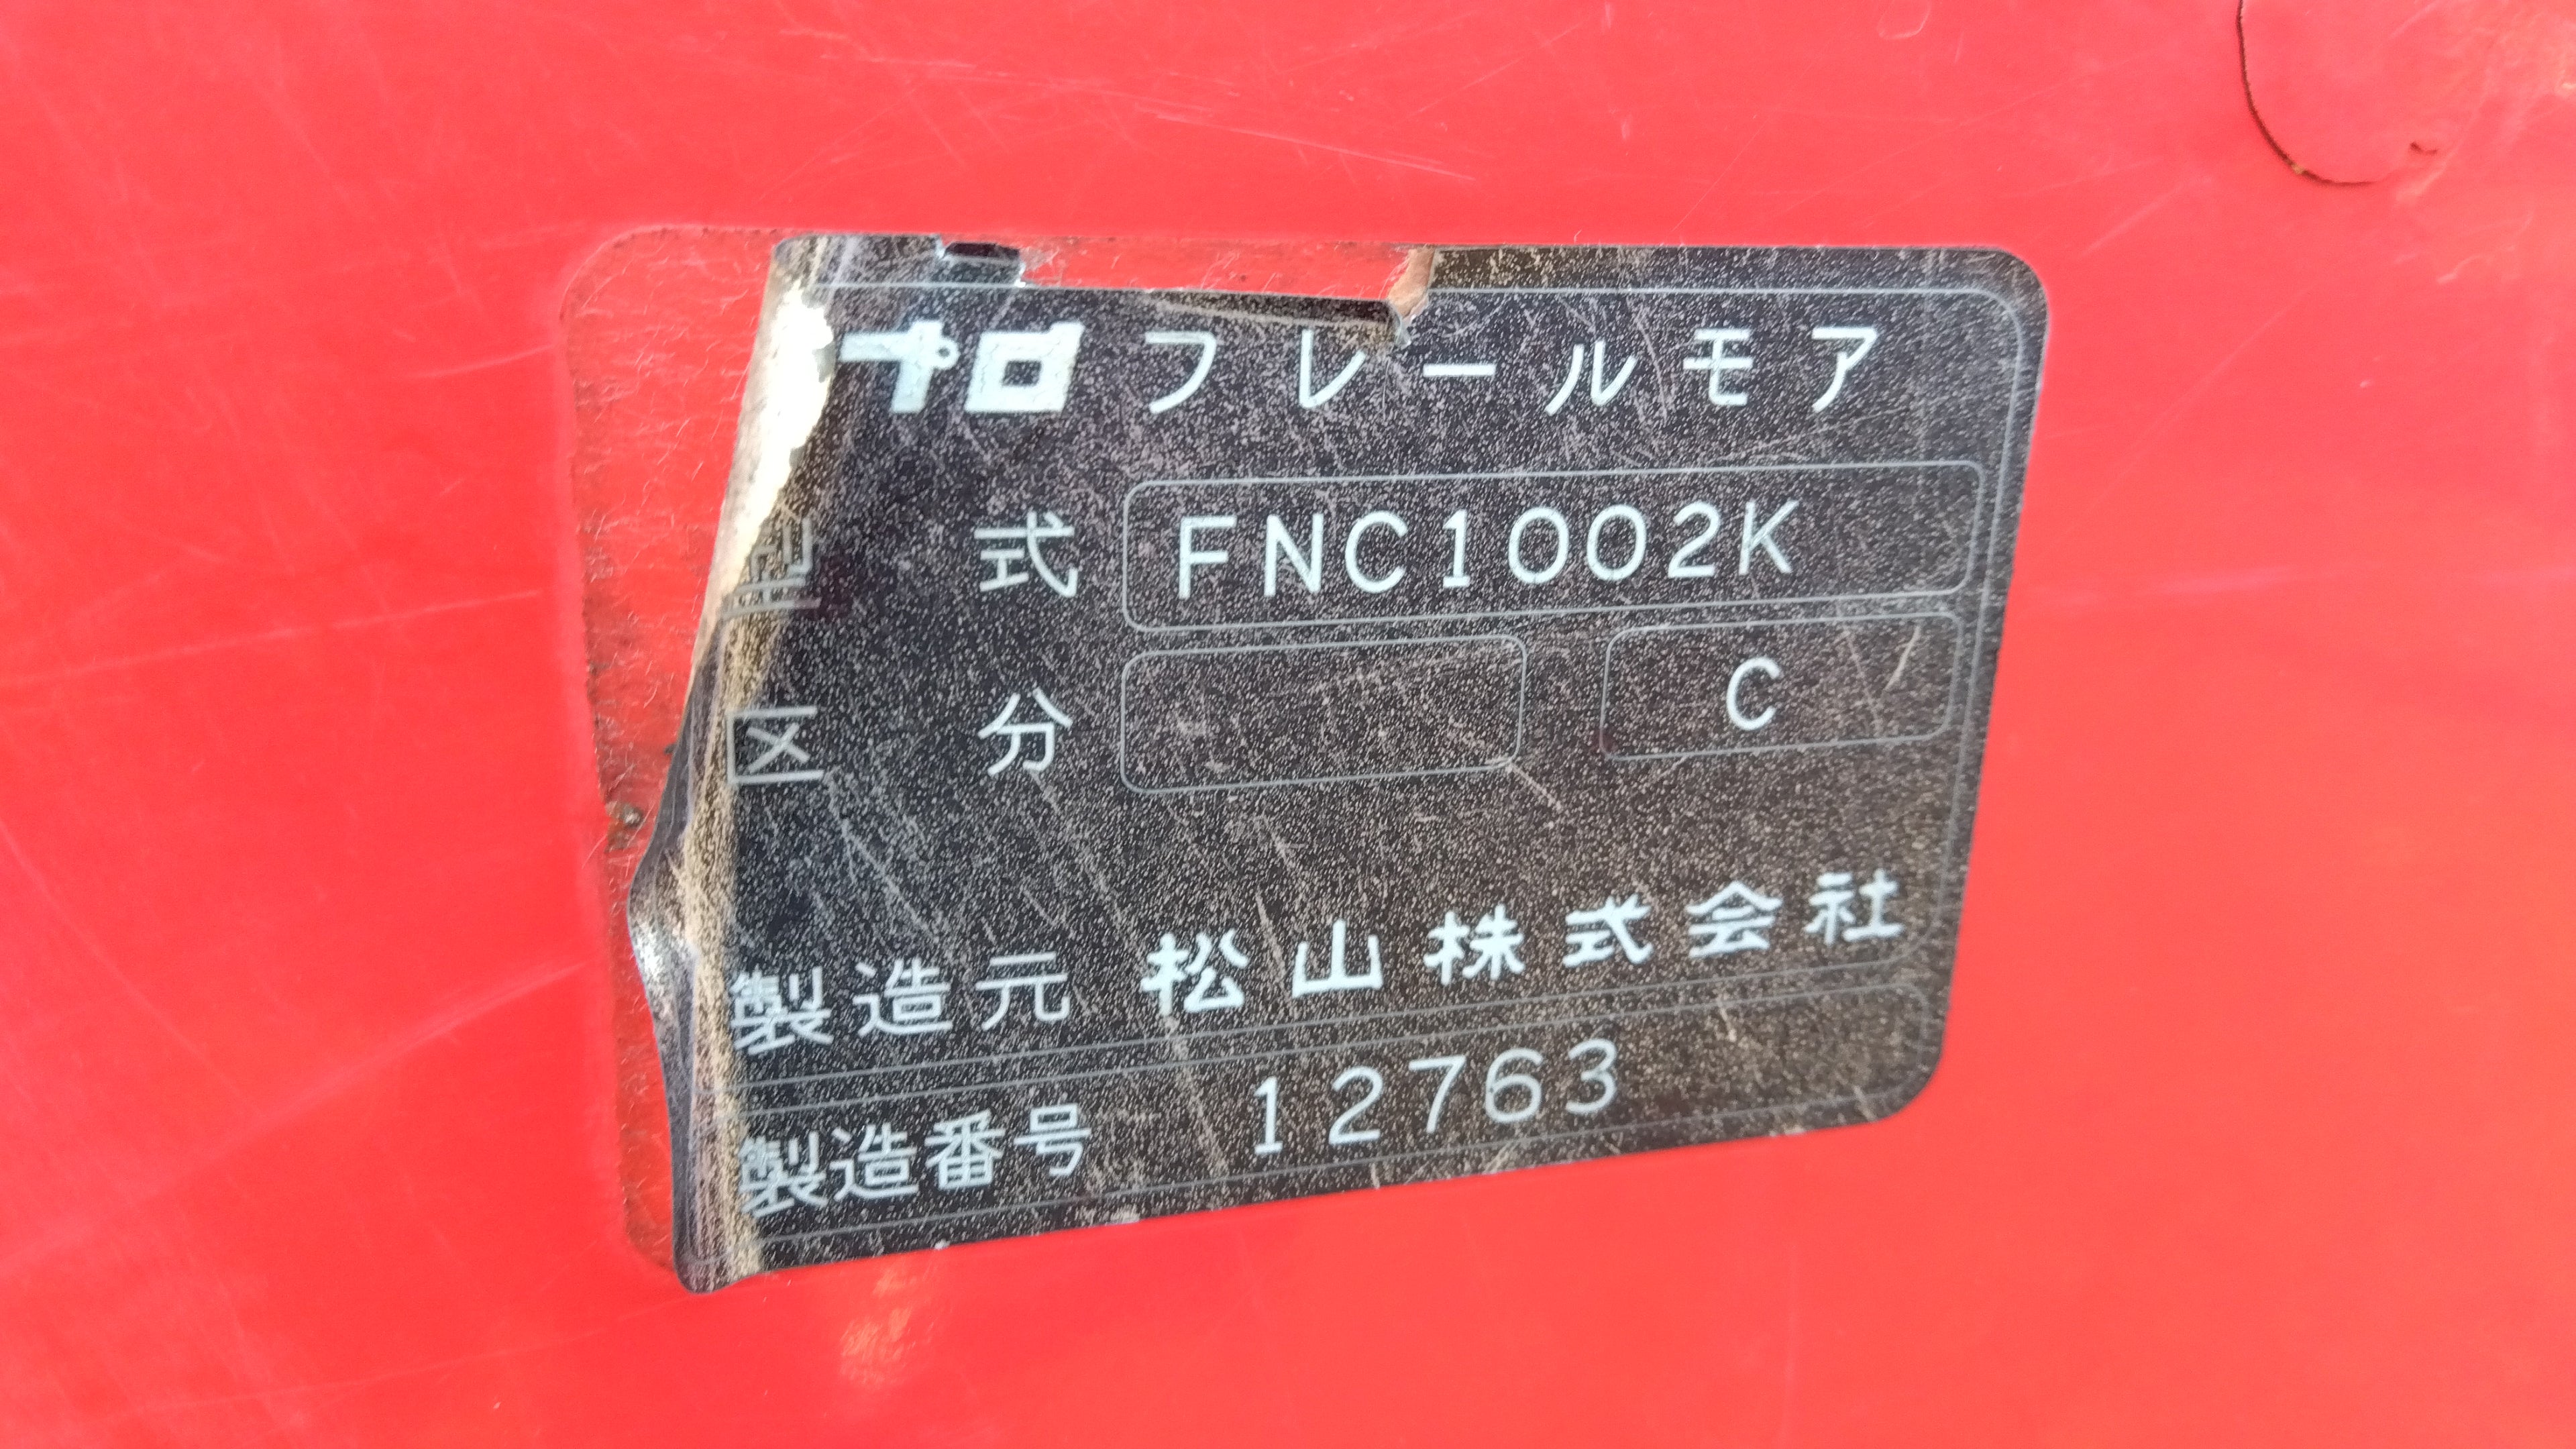 プロ フレールモア
型式 FNC1002K
区分 C
製造元 松山株式会社
製造番号 12763